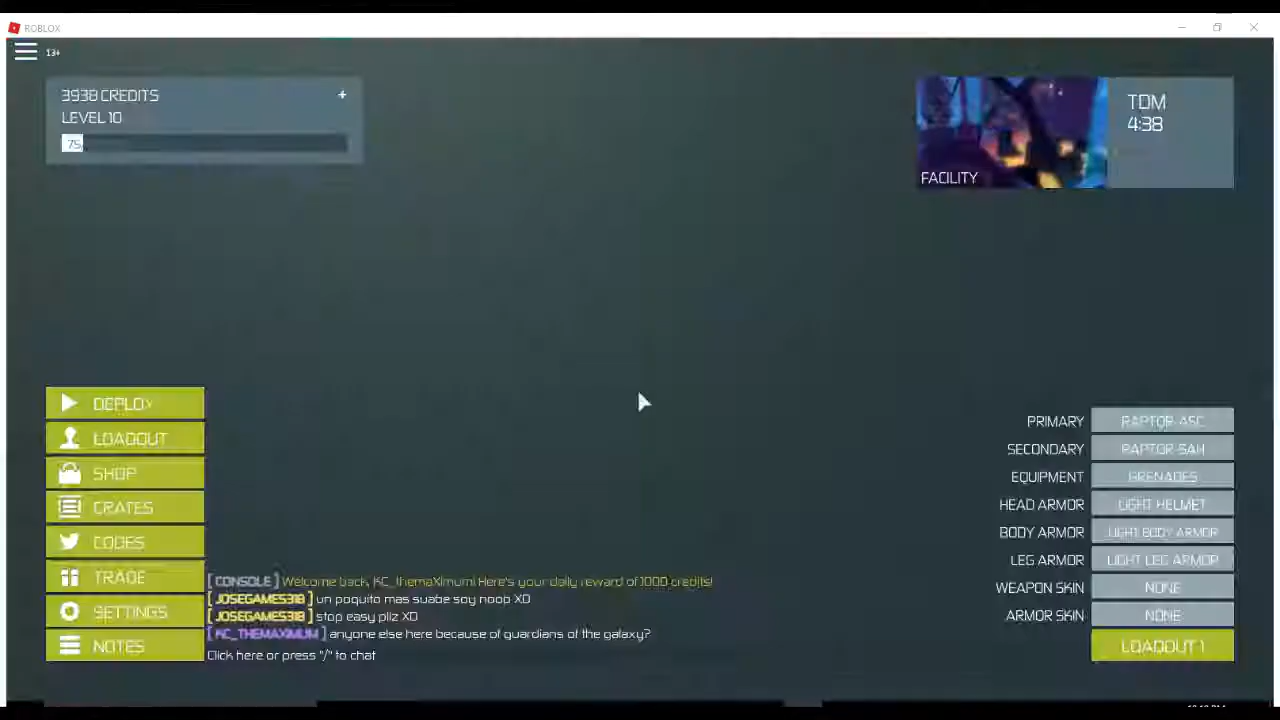 ROBLOX
13+
3938 CREDITS
+
LEVEL 10
75
TDM
4:38
FACILITY
DEPLOY
LOADOUT
SHOP
CRATES
CODES
TRADE
SETTINGS
NOTES
[ CONSOLE ] Welcome back, KC_themaXImum! Here's your daily reward of 1000 credits!
[ JOSEGAMES318 ] un poquito mas suabe soy noob XD
[ JOSEGAMES318 ] stop easy pllz XD
[ KC_THEMAXIMUM ] anyone else here because of guardians of the galaxy?
Click here or press "/" to chat
PRIMARY RAPTOR-ASC
SECONDARY RAPTOR-SAH
EQUIPMENT GRENADES
HEAD ARMOR LIGHT HELMET
BODY ARMOR LIGHT BODY ARMOR
LEG ARMOR LIGHT LEG ARMOR
WEAPON SKIN NONE
ARMOR SKIN NONE
LOADOUT 1